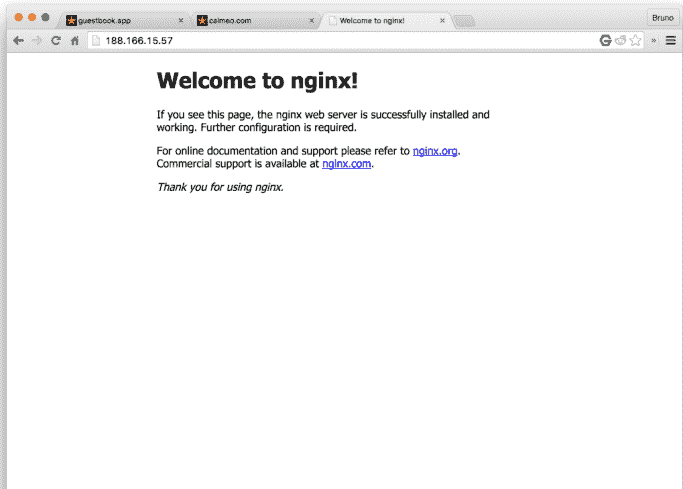 guestbook.app
calmeo.com
Welcome to nginx!
Bruno
188.166.15.57
Welcome to nginx!
If you see this page, the nginx web server is successfully installed and
working. Further configuration is required.
For online documentation and support please refer to nginx.org.
Commercial support is available at nginx.com.
Thank you for using nginx.